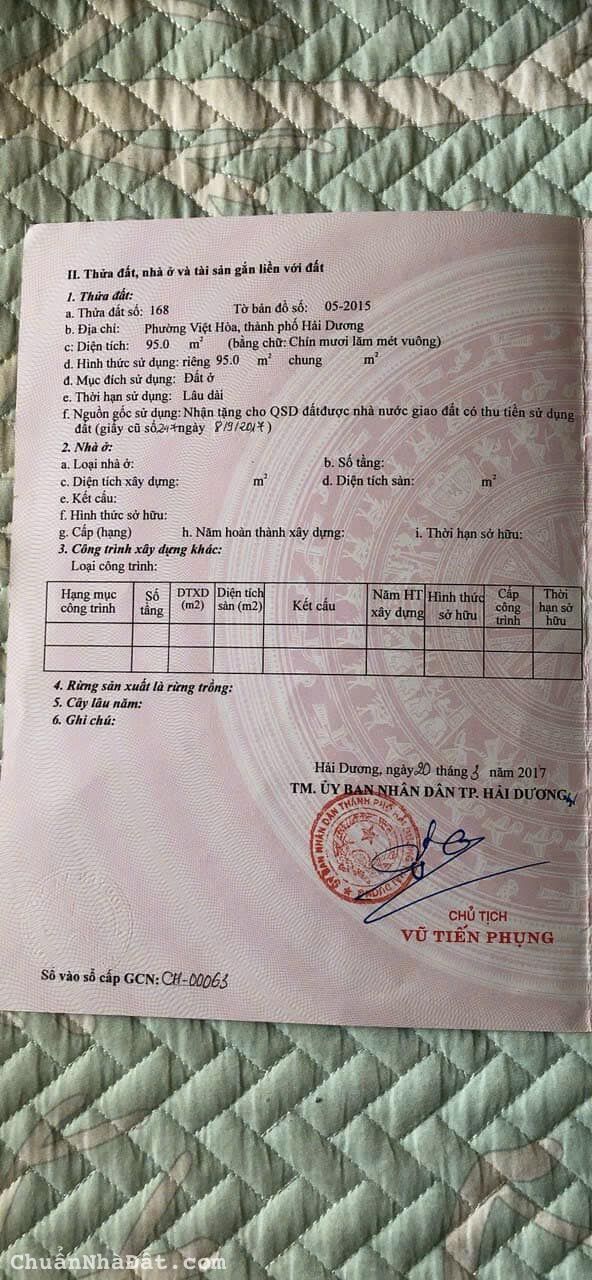 II. Thửa đất, nhà ở và tài sản gắn liền với đất
1. Thửa đất:
a. Thửa đất số: 168 Tờ bản đồ số: 05-2015
b. Địa chỉ: Phường Việt Hòa, thành phố Hải Dương
c: Diện tích: 95.0 m² (bằng chữ: Chín mươi lăm mét vuông)
d. Hình thức sử dụng: riêng 95.0 m² chung m²
đ. Mục đích sử dụng: Đất ở
e. Thời hạn sử dụng: Lâu dài
f. Nguồn gốc sử dụng: Nhận tặng cho QSD đấtđược nhà nước giao đất có thu tiền sử dụng
đất (giấy cũ số ngày 8/9/2017)
2. Nhà ở:
a. Loại nhà ở: b. Số tầng:
c. Diện tích xây dựng: m² d. Diện tích sàn: m²
e. Kết cấu:
f. Hình thức sở hữu:
g. Cấp (hạng) h. Năm hoàn thành xây dựng: i. Thời hạn sở hữu:
3. Công trình xây dựng khác:
Loại công trình:
Hạng mục công trình Số tầng DTXD (m2) Diện tích sàn (m2) Kết cấu Năm HT xây dựng Hình thức sở hữu Cấp công trình Thời hạn sở hữu
4. Rừng sản xuất là rừng trồng:
5. Cây lâu năm:
6. Ghi chú:
Hải Dương, ngày 20 tháng 3 năm 2017
TM. ỦY BAN NHÂN DÂN TP. HẢI DƯƠNG
ỦY BAN NHÂN DÂN THÀNH PHỐ HẢI DƯƠNG
CHỦ TỊCH
VŨ TIẾN PHỤNG
Số vào sổ cấp GCN: CH-00063
ChuẩnNhàĐất.com